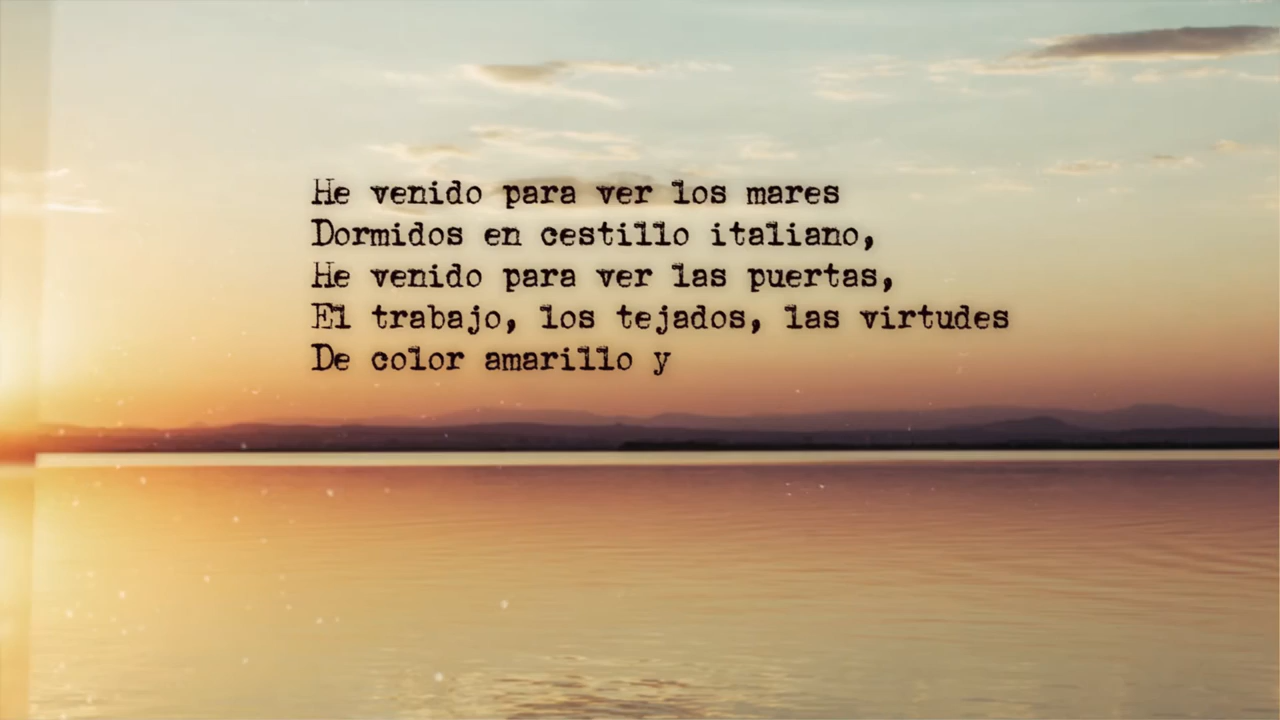 He venido para ver los mares
Dormidos en cestillo italiano,
He venido para ver las puertas,
El trabajo, los tejados, las virtudes
De color amarillo y